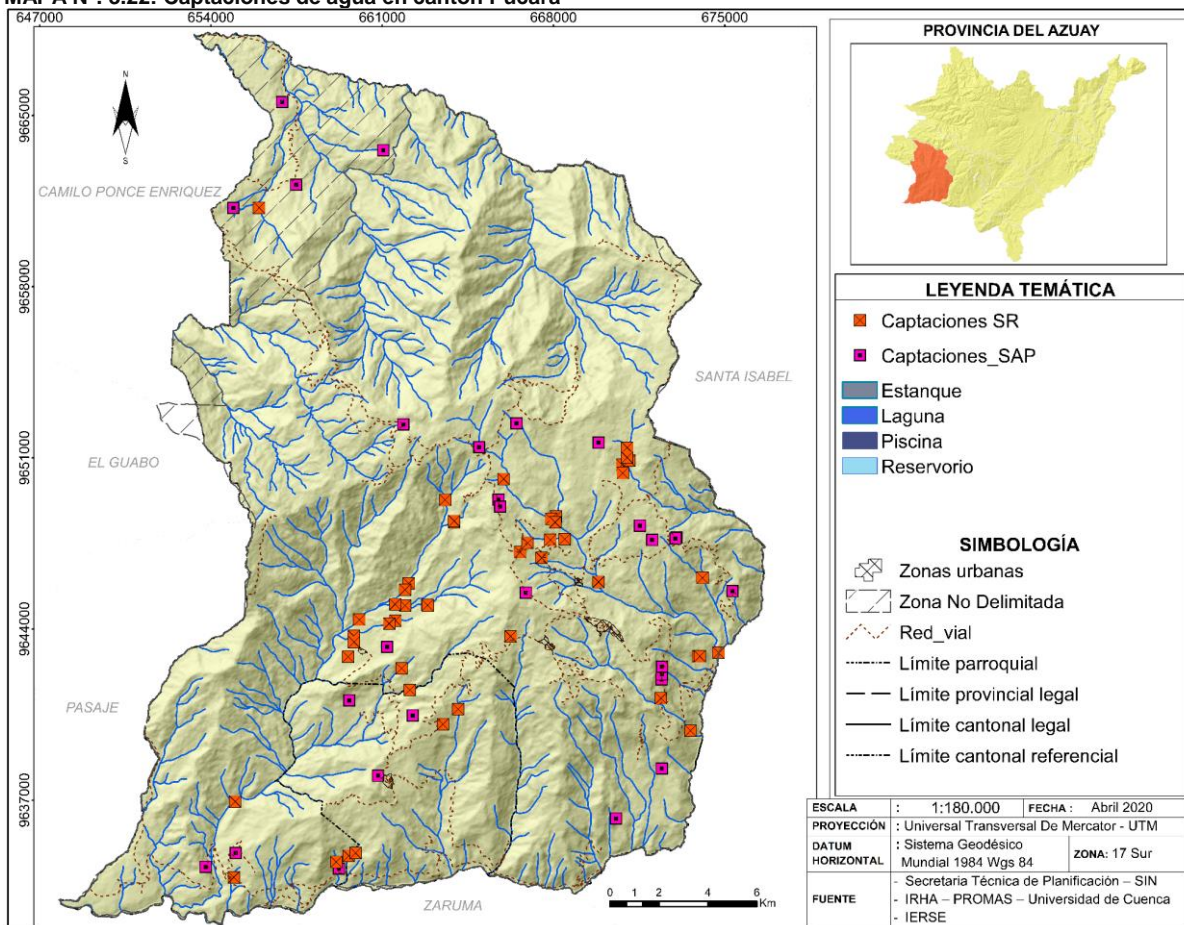 MAPA N°. 3.22: Captaciones de agua en cantón Pucará
647000 654000 661000 668000 675000
N
S
9665000
9658000
9651000
9644000
9637000
CAMILO PONCE ENRIQUEZ
SANTA ISABEL
EL GUABO
PASAJE
ZARUMA
0 1 2 4 6
Km
PROVINCIA DEL AZUAY
LEYENDA TEMÁTICA
Captaciones SR
Captaciones_SAP
Estanque
Laguna
Piscina
Reservorio
SIMBOLOGÍA
Zonas urbanas
Zona No Delimitada
Red_vial
Límite parroquial
Límite provincial legal
Límite cantonal legal
Límite cantonal referencial
ESCALA : 1:180.000 FECHA : Abril 2020
PROYECCIÓN : Universal Transversal De Mercator - UTM
DATUM HORIZONTAL : Sistema Geodésico Mundial 1984 Wgs 84 ZONA: 17 Sur
FUENTE - Secretaria Técnica de Planificación – SIN
- IRHA – PROMAS – Universidad de Cuenca
- IERSE